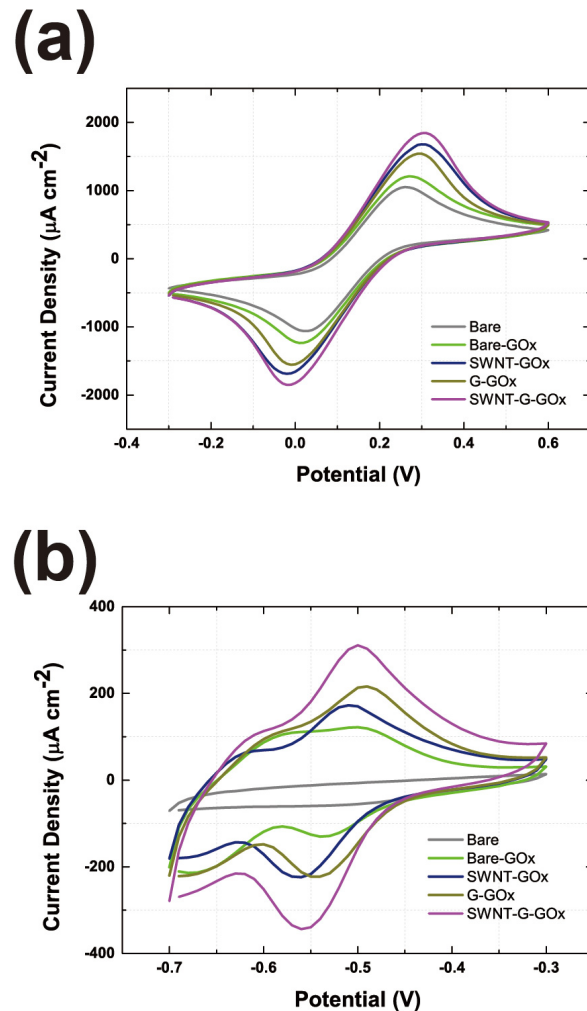 (a)
2000
1000
0
-1000
-2000
Current Density (µA cm⁻²)
Bare
Bare-GOx
SWNT-GOx
G-GOx
SWNT-G-GOx
-0.4 -0.2 0.0 0.2 0.4 0.6
Potential (V)
(b)
400
200
0
-200
-400
Current Density (µA cm⁻²)
Bare
Bare-GOx
SWNT-GOx
G-GOx
SWNT-G-GOx
-0.7 -0.6 -0.5 -0.4 -0.3
Potential (V)